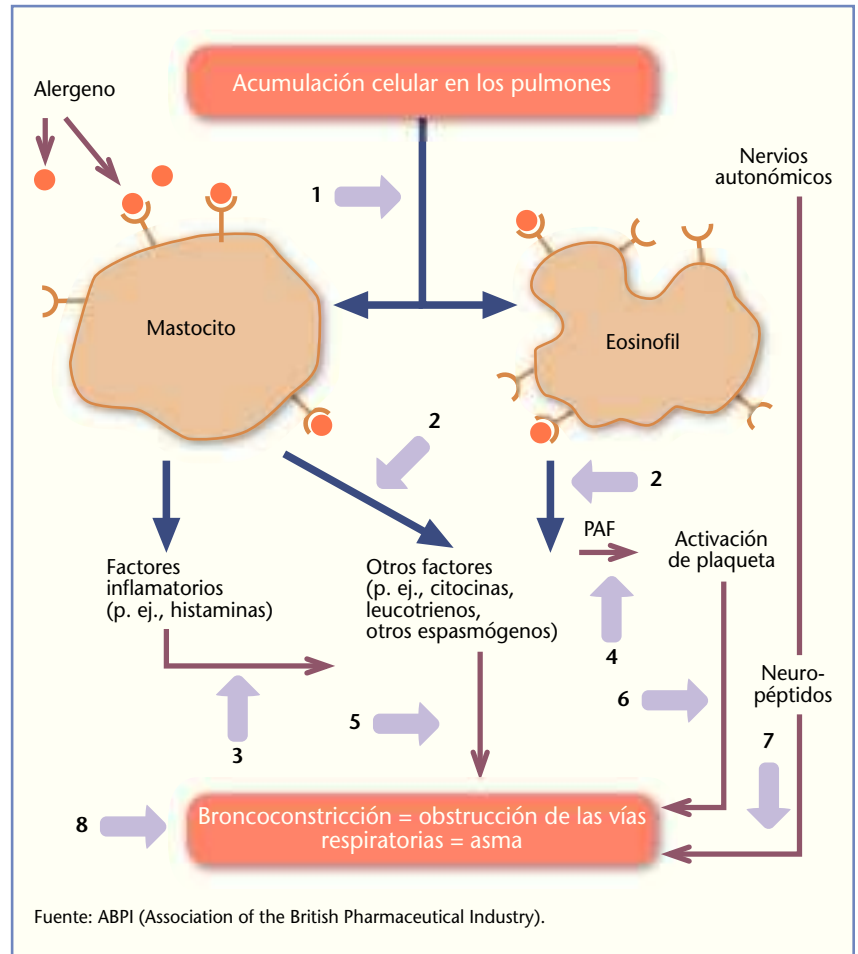 Acumulación celular en los pulmones
Alergeno
Nervios
autonómicos
1
Mastocito
Eosinofil
2
2
PAF
Activación
de plaqueta
Factores
inflamatorios
(p. ej., histaminas)
Otros factores
(p. ej., citocinas,
leucotrienos,
otros espasmógenos)
4
3
5
6
Neuro-
péptidos
7
8
Broncoconstricción = obstrucción de las vías
respiratorias = asma
Fuente: ABPI (Association of the British Pharmaceutical Industry).